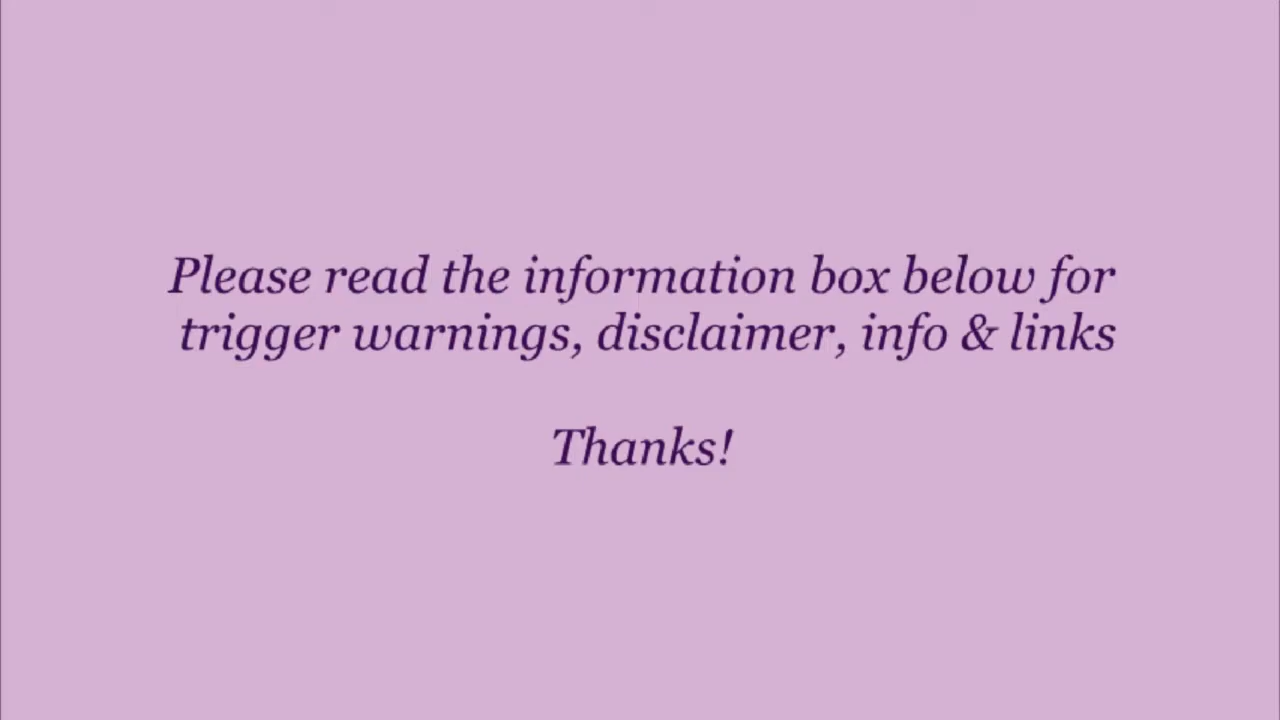 Please read the information box below for
trigger warnings, disclaimer, info & links
Thanks!